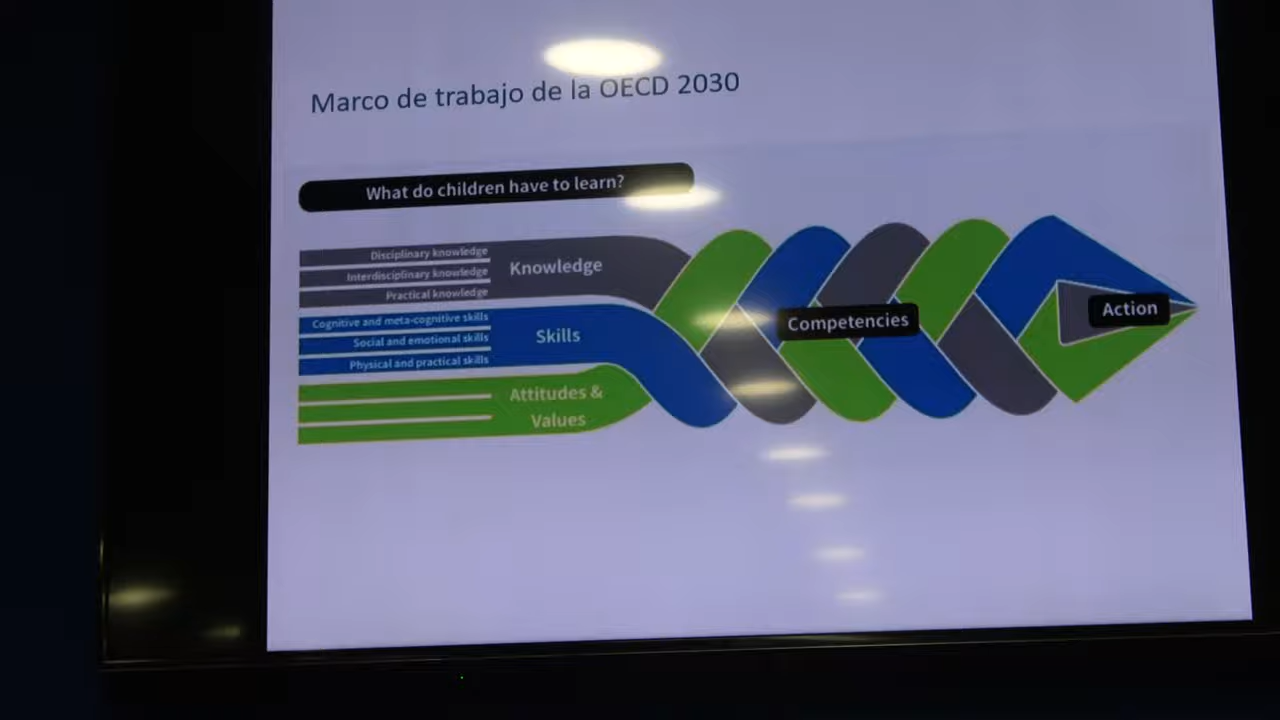 Marco de trabajo de la OECD 2030
What do children have to learn?
Disciplinary knowledge
Interdisciplinary knowledge
Practical knowledge
Knowledge
Cognitive and meta-cognitive skills
Social and emotional skills
Physical and practical skills
Skills
Attitudes &
Values
Competencies
Action